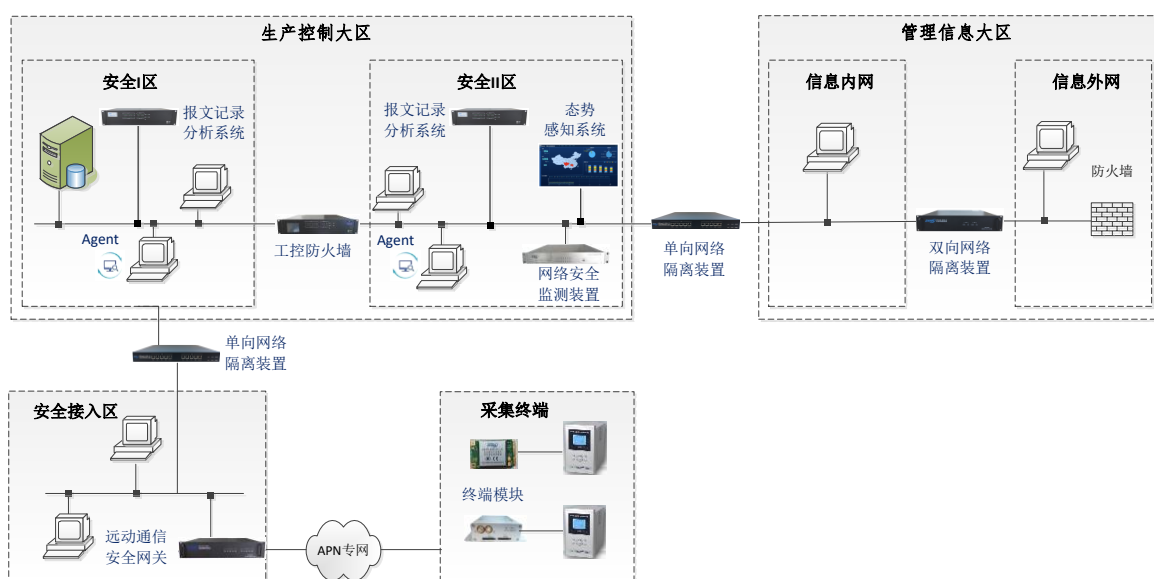 生产控制大区
管理信息大区
安全I区
安全II区
信息内网
信息外网
报文记录
分析系统
报文记录
分析系统
态势
感知系统
防火墙
Agent
工控防火墙
Agent
网络安全
监测装置
单向网络
隔离装置
双向网络
隔离装置
单向网络
隔离装置
安全接入区
采集终端
终端模块
远动通信
安全网关
APN专网